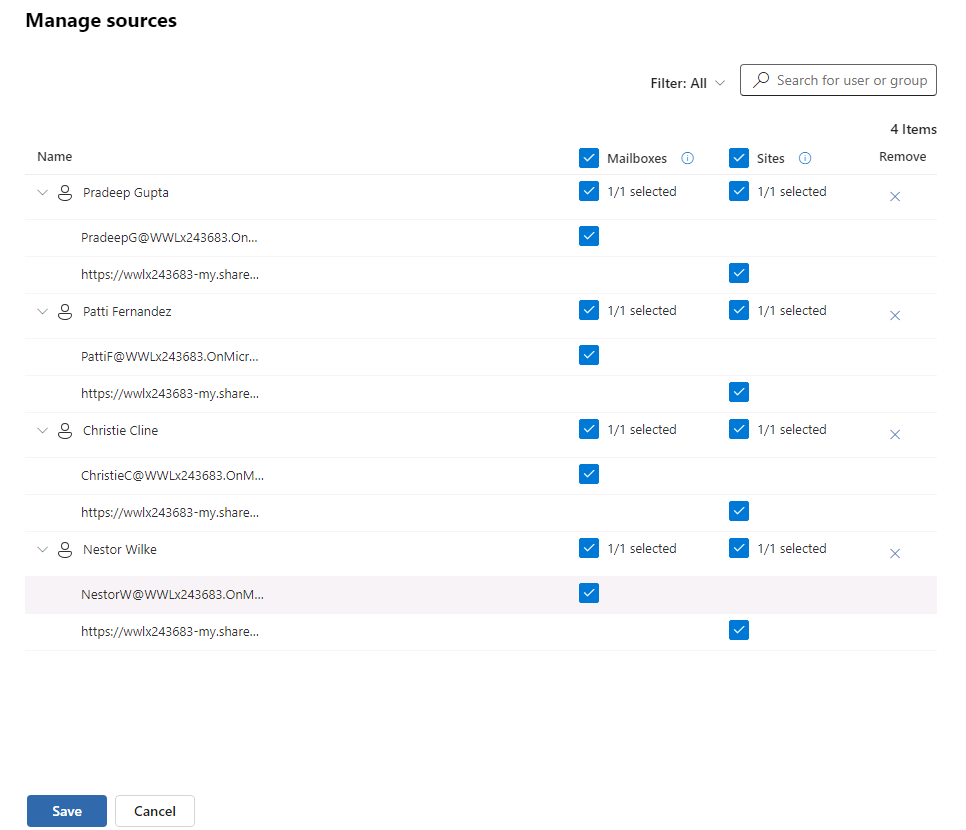 Manage sources
Filter: All
Search for user or group
4 Items
Name Mailboxes Sites Remove
Pradeep Gupta 1/1 selected 1/1 selected
PradeepG@WWLx243683.On...
https://wwlx243683-my.share...
Patti Fernandez 1/1 selected 1/1 selected
PattiF@WWLx243683.OnMicr...
https://wwlx243683-my.share...
Christie Cline 1/1 selected 1/1 selected
ChristieC@WWLx243683.OnM...
https://wwlx243683-my.share...
Nestor Wilke 1/1 selected 1/1 selected
NestorW@WWLx243683.OnM...
https://wwlx243683-my.share...
Save Cancel